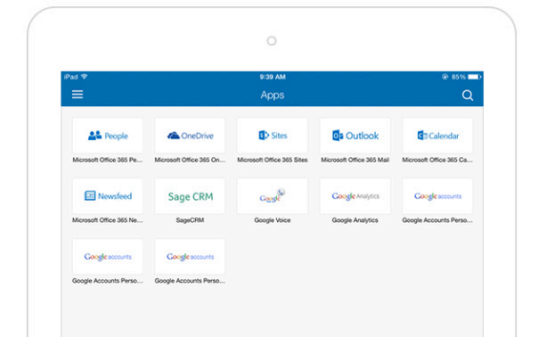 iPad 9:39 AM 85%
Apps
People OneDrive Sites Outlook Calendar
Microsoft Office 365 Pe... Microsoft Office 365 On... Microsoft Office 365 Sites Microsoft Office 365 Mail Microsoft Office 365 Ca...
Newsfeed Sage CRM Google Google Analytics Google accounts
Microsoft Office 365 Ne... SageCRM Google Voice Google Analytics Google Accounts Perso...
Google accounts Google accounts
Google Accounts Perso... Google Accounts Perso...